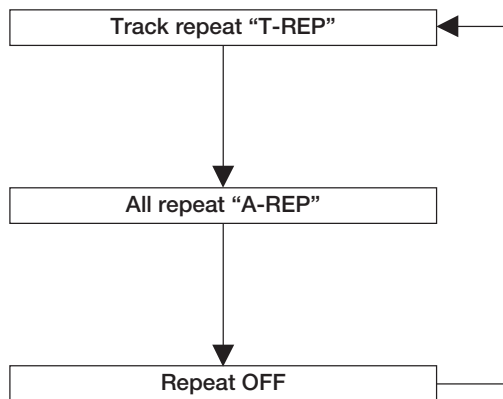 Track repeat “T-REP”
All repeat “A-REP”
Repeat OFF